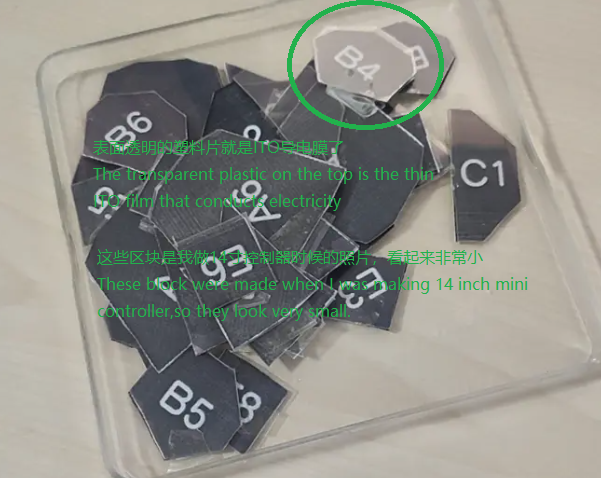 B4
B6
表面透明的塑料片就是ITO导电膜了
The transparent plastic on the top is the thin
ITO film that conducts electricity
C1
A6
E6
这些区块是我做14寸控制器时候的照片，看起来非常小
These block were made when I was making 14 inch mini
controller,so they look very small.
B5